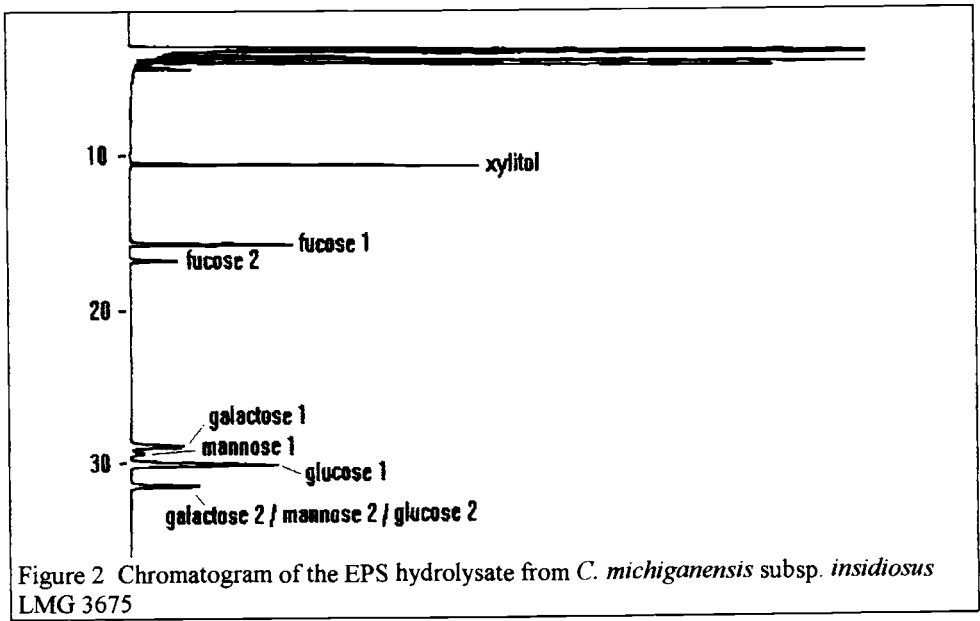 10 -
xylitol
fucose 1
fucose 2
20 -
galactose 1
mannose 1
30 -
glucose 1
galactose 2 / mannose 2 / glucose 2
Figure 2 Chromatogram of the EPS hydrolysate from C. michiganensis subsp. insidiosus
LMG 3675